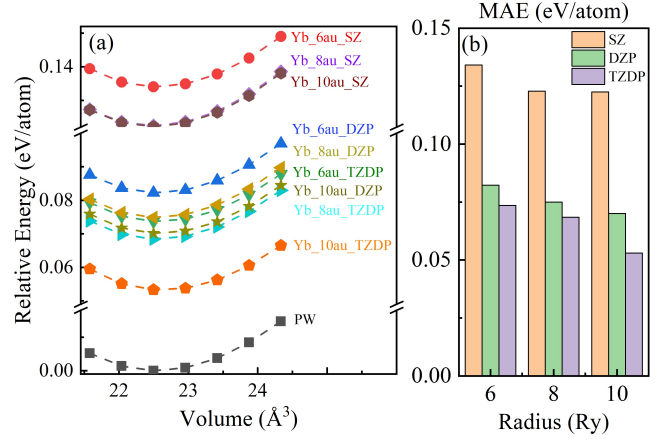 (a)
Yb_6au_SZ
Yb_8au_SZ
Yb_10au_SZ
Yb_6au_DZP
Yb_8au_DZP
Yb_6au_TZDP
Yb_10au_DZP
Yb_8au_TZDP
Yb_10au_TZDP
PW
0.14
0.08
0.06
0.00
Relative Energy (eV/atom)
22 23 24
Volume (Å³)
MAE (eV/atom)
(b)
SZ
DZP
TZDP
0.15
0.10
0.05
0.00
6 8 10
Radius (Ry)